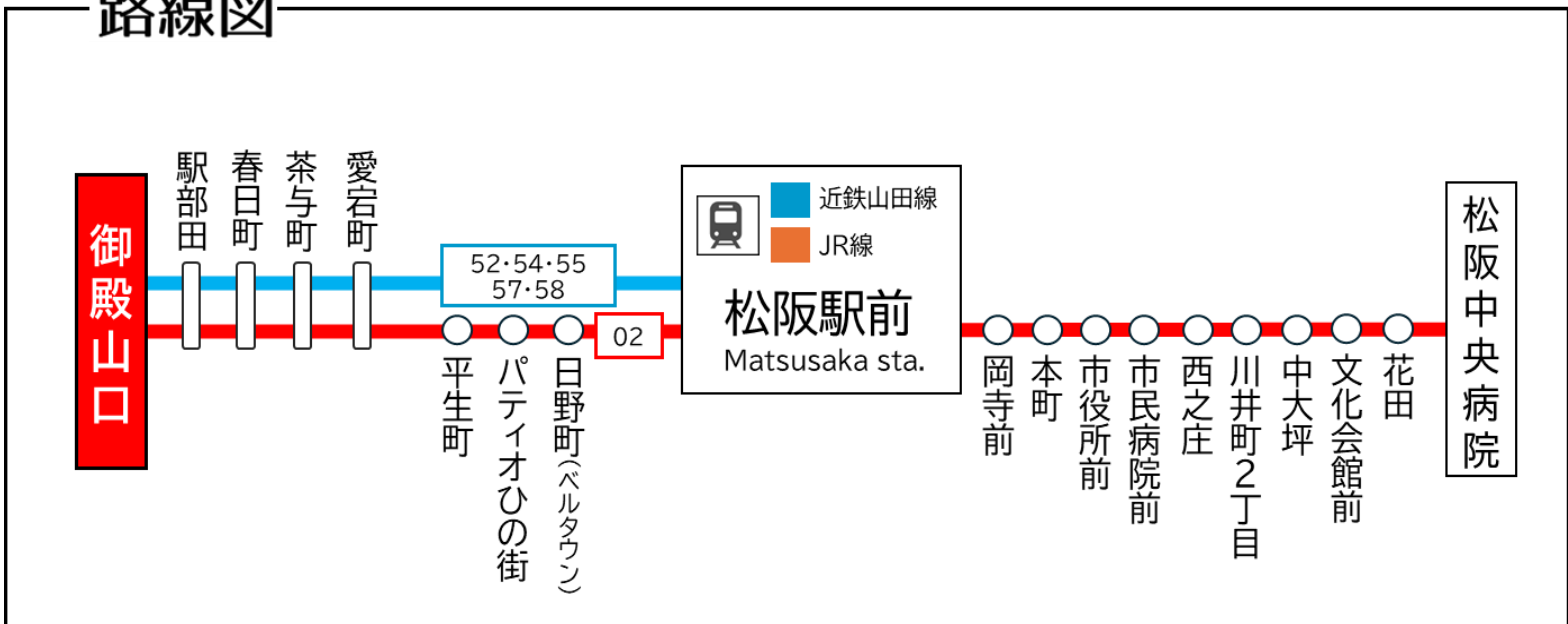 路線図
御殿山口
駅部田
春日町
茶与町
愛宕町
52・54・55
57・58
平生町
パティオひの街
日野町(ベルタウン)
02
近鉄山田線
JR線
松阪駅前
Matsusaka sta.
岡寺前
本町
市役所前
市民病院前
西之庄
川井町2丁目
中大坪
文化会館前
花田
松阪中央病院